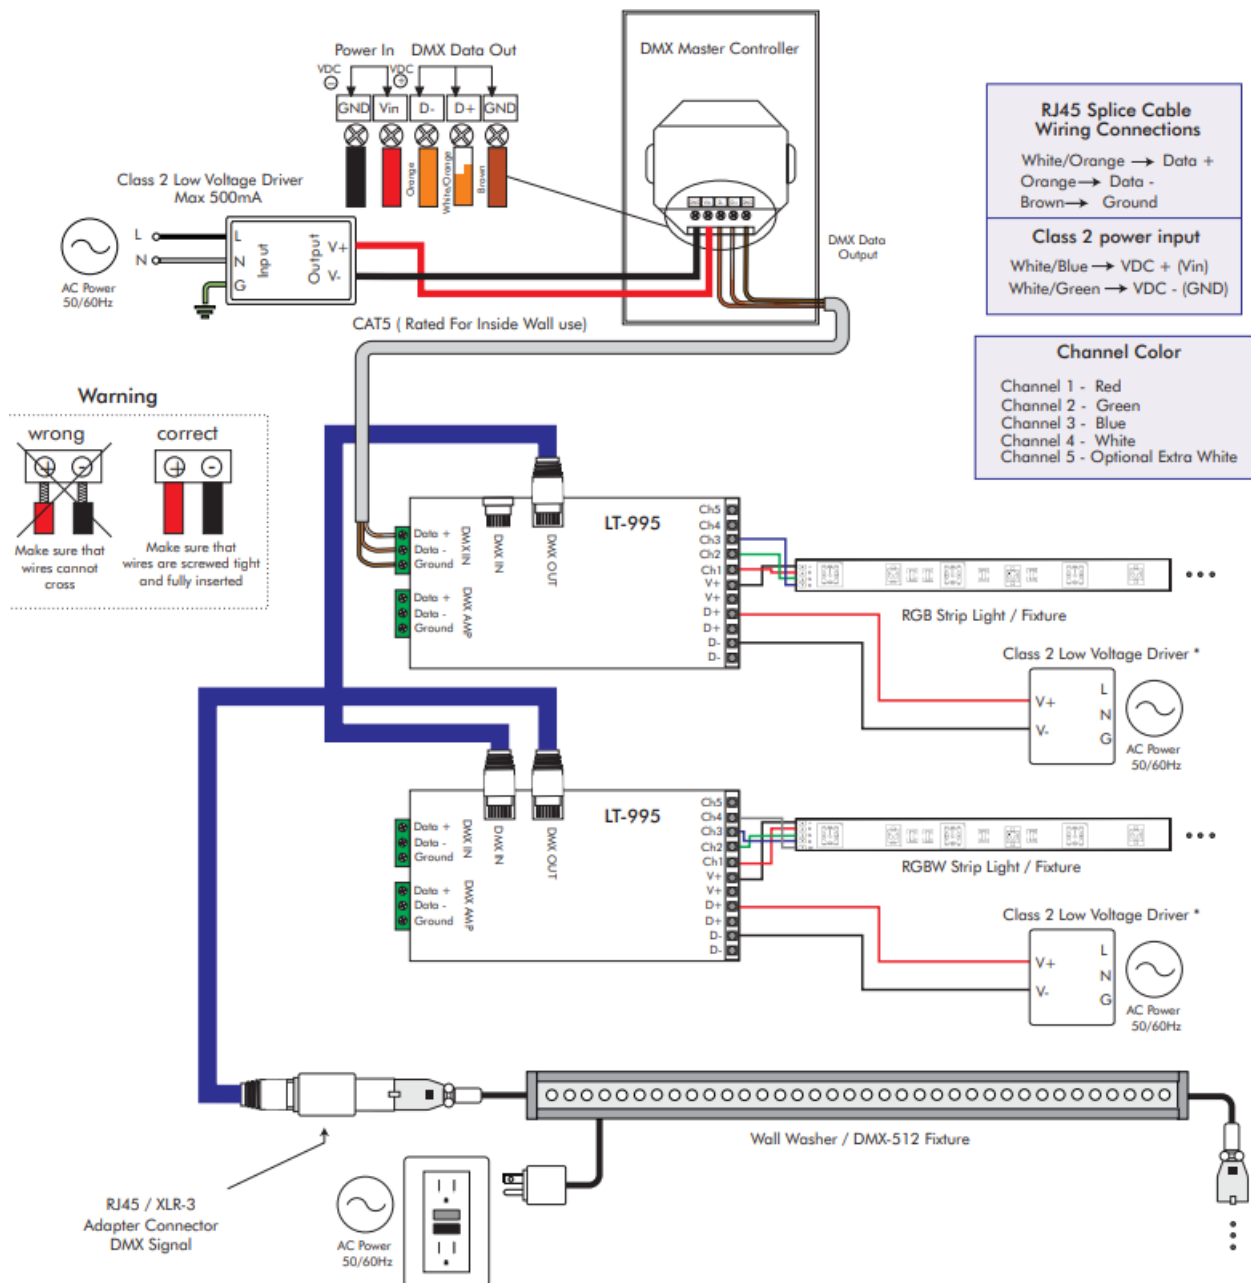 Power In
DMX Data Out
VDC
VDC
GND
Vin
D-
D+
GND
Orange
White/Orange
Brown
DMX Master Controller
DMX Data
Output
Class 2 Low Voltage Driver
Max 500mA
L
N
AC Power
50/60Hz
L
N
G
Input
Output
V+
V-
CAT5 ( Rated For Inside Wall use)
RJ45 Splice Cable
Wiring Connections
White/Orange → Data +
Orange → Data -
Brown → Ground
Class 2 power input
White/Blue → VDC + (Vin)
White/Green → VDC - (GND)
Channel Color
Channel 1 - Red
Channel 2 - Green
Channel 3 - Blue
Channel 4 - White
Channel 5 - Optional Extra White
Warning
wrong
correct
Make sure that
wires cannot
cross
Make sure that
wires are screwed tight
and fully inserted
LT-995
Data +
Data -
Ground
DMX IN
Data +
Data -
Ground
DMX AMP
DMX IN
DMX OUT
Ch5
Ch4
Ch3
Ch2
Ch1
V+
V+
D+
D+
D-
D-
RGB Strip Light / Fixture
Class 2 Low Voltage Driver *
V+
V-
L
N
G
AC Power
50/60Hz
LT-995
Data +
Data -
Ground
DMX IN
Data +
Data -
Ground
DMX AMP
DMX IN
DMX OUT
Ch5
Ch4
Ch3
Ch2
Ch1
V+
V+
D+
D+
D-
D-
RGBW Strip Light / Fixture
Class 2 Low Voltage Driver *
V+
V-
L
N
G
AC Power
50/60Hz
Wall Washer / DMX-512 Fixture
RJ45 / XLR-3
Adapter Connector
DMX Signal
AC Power
50/60Hz